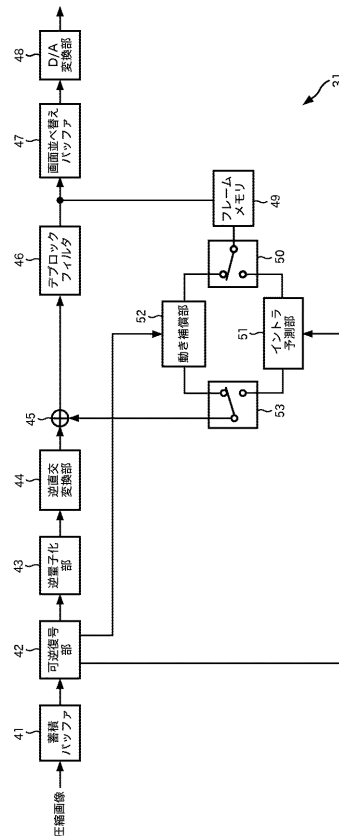 圧縮画像
41
蓄積
バッファ
42
可逆復号
部
43
逆量子化
部
44
逆直交
変換部
45
46
デブロック
フィルタ
47
画面並べ替え
バッファ
48
D/A
変換部
49
フレーム
メモリ
50
51
イントラ
予測部
52
動き補償部
53
31